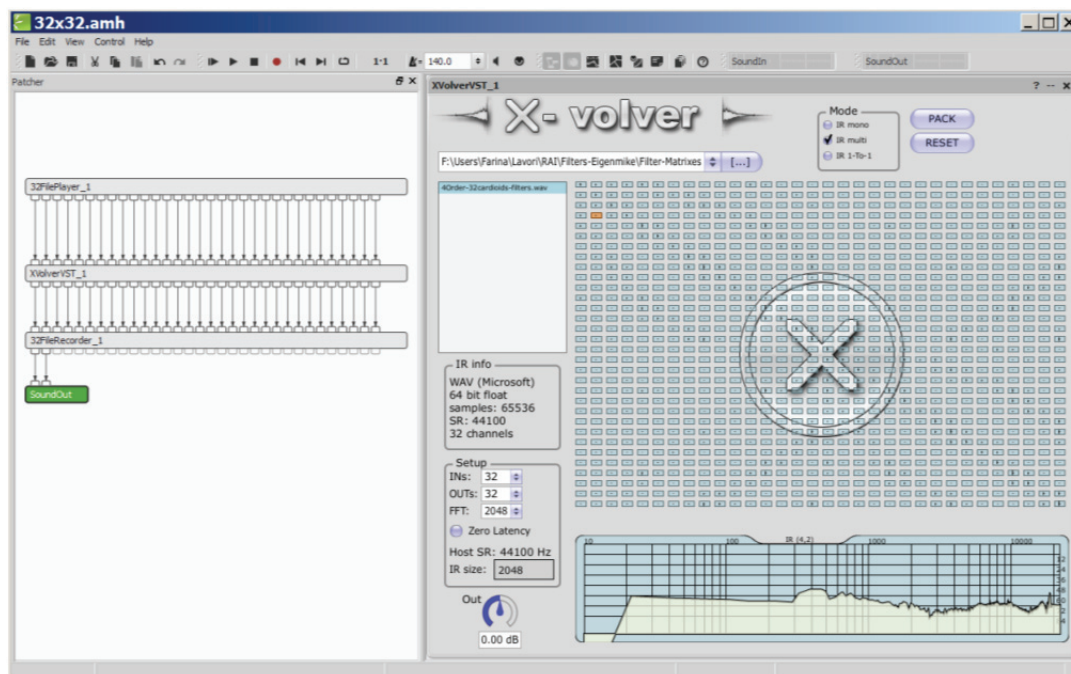 32x32.amh
File Edit View Control Help
1-1
140.0
SoundIn
SoundOut
Patcher
XVolverVST_1
32FilePlayer_1
XVolverVST_1
32FileRecorder_1
SoundOut
X-volver
Mode
IR mono
IR multi
IR 1-To-1
PACK
RESET
F:\Users\Farina\Lavori\RAI\Filters-Eigenmike\Filter-Matrixes
[...]
4Order-32cardioids-filters.wav
X
IR info
WAV (Microsoft)
64 bit float
samples: 65536
SR: 44100
32 channels
Setup
INs: 32
OUTs: 32
FFT: 2048
Zero Latency
Host SR: 44100 Hz
IR size: 2048
Out
0.00 dB
10 100 IR (4,2) 1000 10000